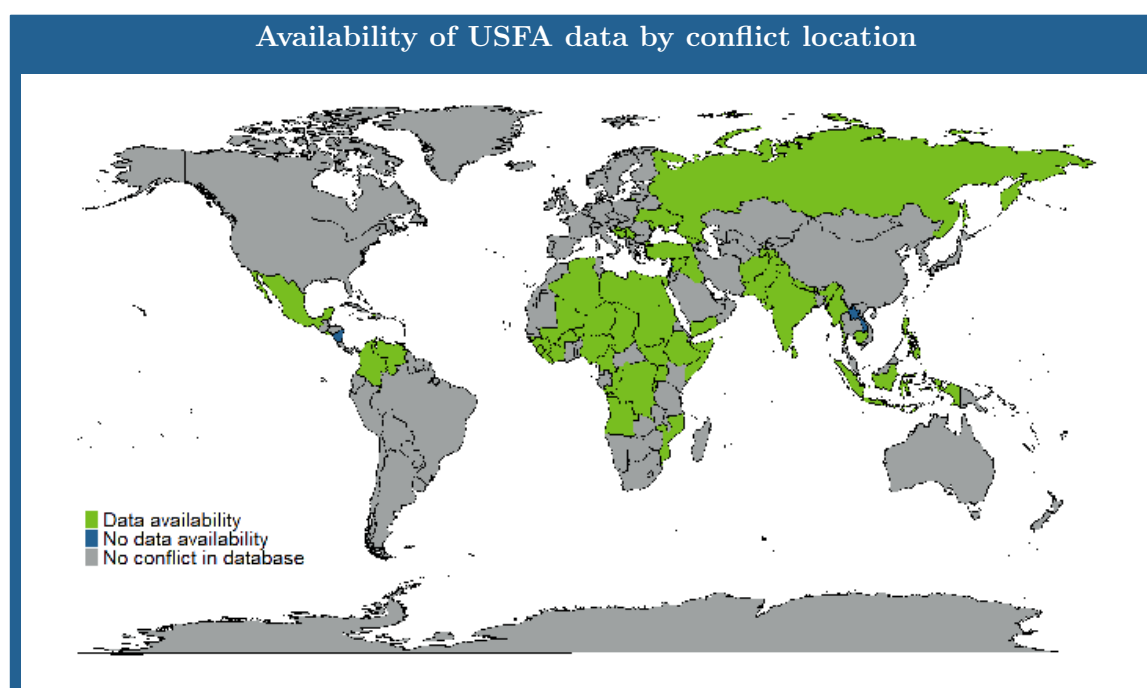 Availability of USFA data by conflict location
Data availability
No data availability
No conflict in database